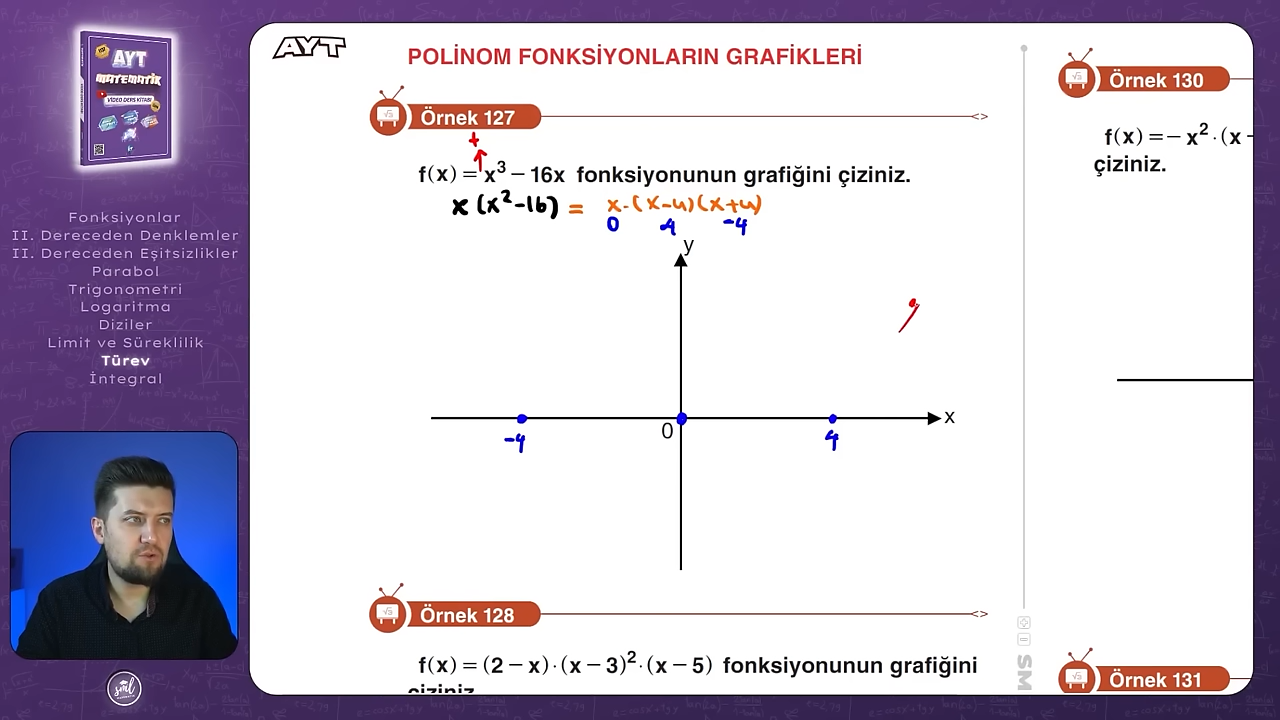 AYT
MATEMATİK
VİDEO DERS KİTABI
Fonksiyonlar
II. Dereceden Denklemler
II. Dereceden Eşitsizlikler
Parabol
Trigonometri
Logaritma
Diziler
Limit ve Süreklilik
Türev
İntegral
sml
AYT
POLİNOM FONKSİYONLARIN GRAFİKLERİ
Örnek 127
+
f(x) = x³ − 16x fonksiyonunun grafiğini çiziniz.
x (x²-16) = x·(x-4)(x+4)
0 4 -4
y
x
0
-4
4
Örnek 128
f(x) = (2 − x)·(x − 3)²·(x − 5) fonksiyonunun grafiğini
çiziniz
SM
Örnek 130
f(x) = − x²·(x −
çiziniz.
Örnek 131